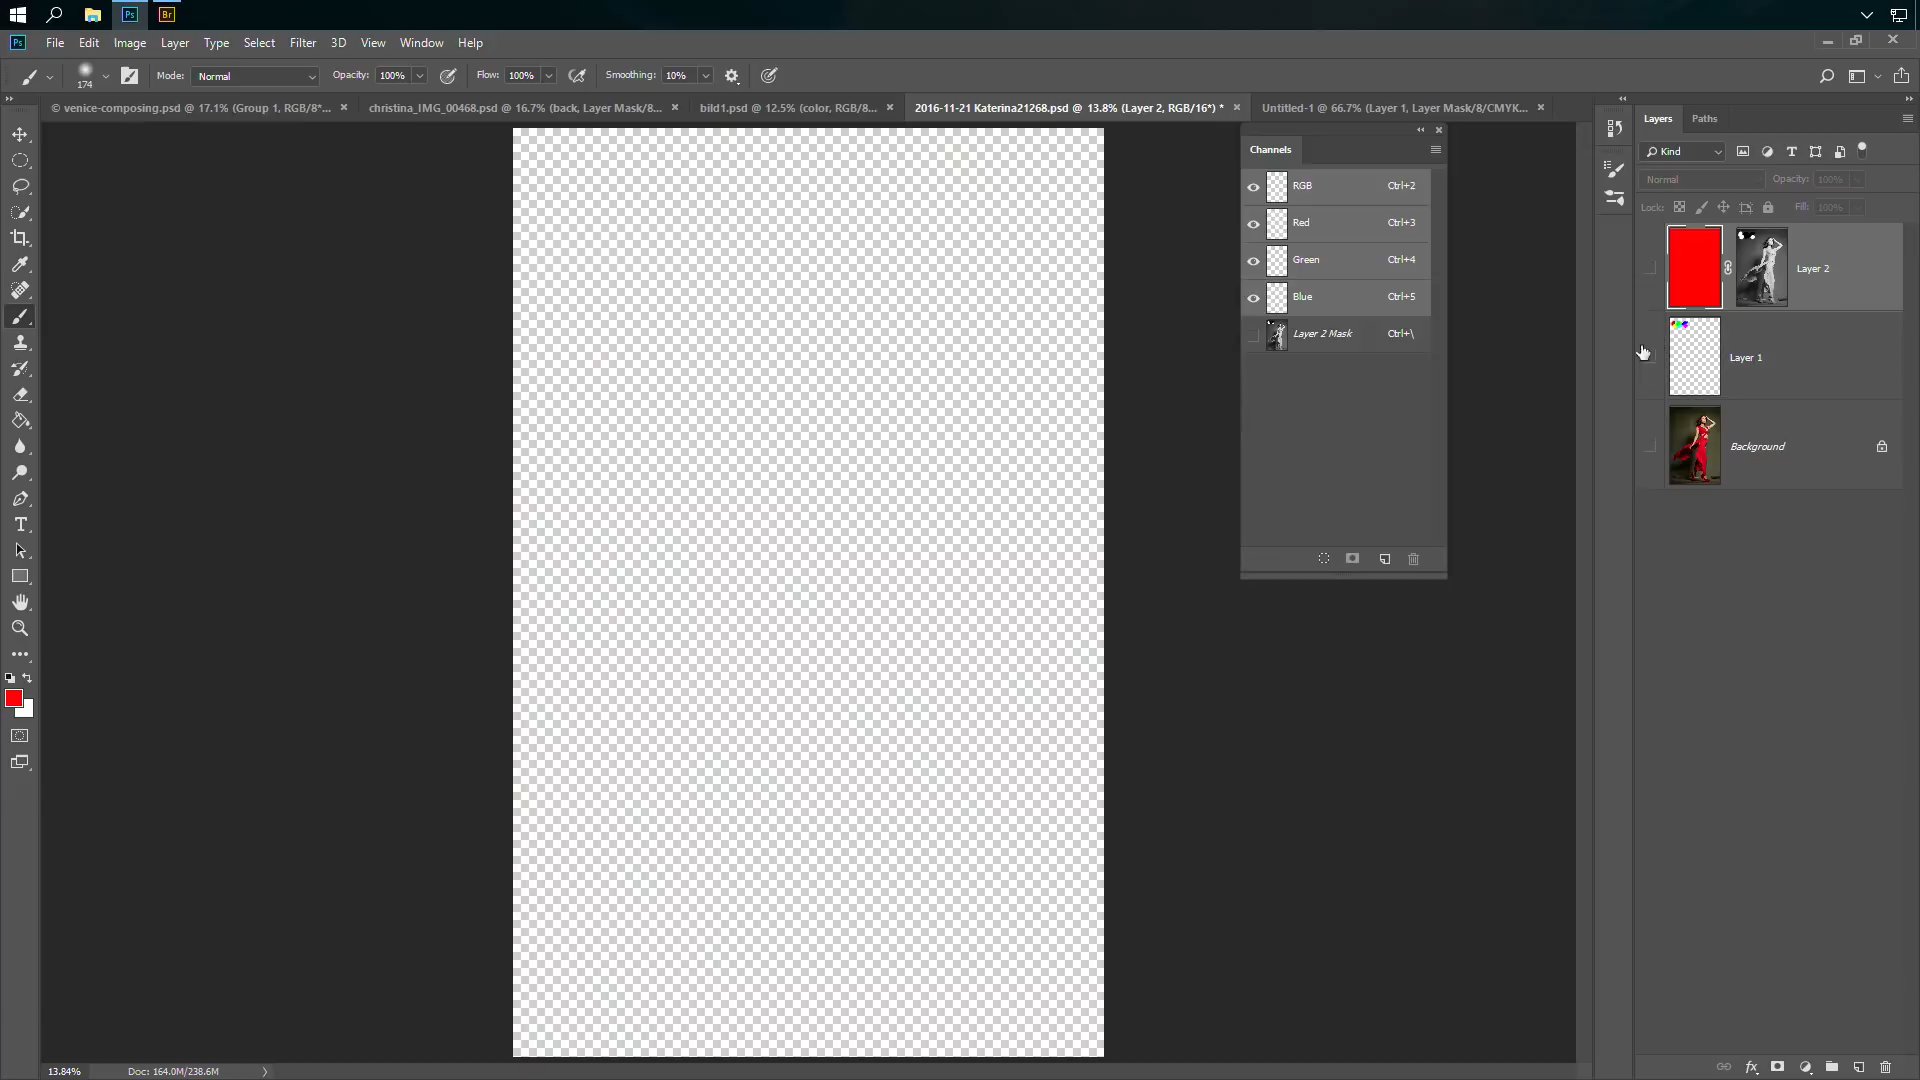 Ps
Br
Ps
File
Edit
Image
Layer
Type
Select
Filter
3D
View
Window
Help
174
Mode:
Normal
Opacity:
100%
Flow:
100%
Smoothing:
10%
© venice-composing.psd @ 17.1% (Group 1, RGB/8*...
christina_IMG_00468.psd @ 16.7% (back, Layer Mask/8...
bild1.psd @ 12.5% (color, RGB/8...
2016-11-21 Katerina21268.psd @ 13.8% (Layer 2, RGB/16*) *
Untitled-1 @ 66.7% (Layer 1, Layer Mask/8/CMYK...
Channels
RGB
Ctrl+2
Red
Ctrl+3
Green
Ctrl+4
Blue
Ctrl+5
Layer 2 Mask
Ctrl+\
Layers
Paths
Kind
Normal
Opacity:
100%
Lock:
Fill:
100%
Layer 2
Layer 1
Background
13.84%
Doc: 164.0M/238.6M